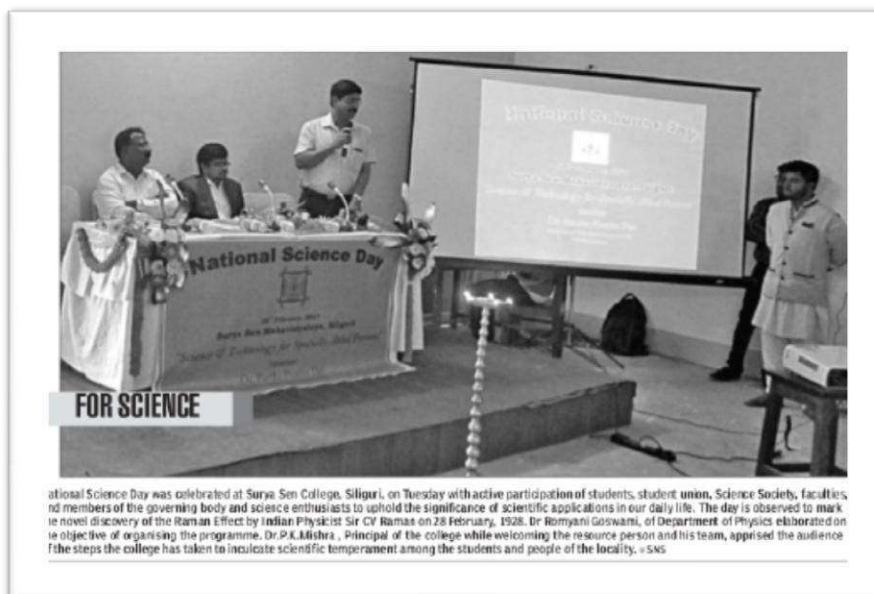 National Science Day
National Science Day
Surya Sen Mahavidyalaya, Siliguri
"Science & Technology for Specially Abled Persons"
FOR SCIENCE
ational Science Day was celebrated at Surya Sen College, Siliguri, on Tuesday with active participation of students, student union, Science Society, faculties,
nd members of the governing body and science enthusiasts to uphold the significance of scientific applications in our daily life. The day is observed to mark
e novel discovery of the Raman Effect by Indian Physicist Sir CV Raman on 28 February, 1928. Dr Romyani Goswami, of Department of Physics elaborated on
e objective of organising the programme. Dr.P.K.Mishra , Principal of the college while welcoming the resource person and his team, apprised the audience
f the steps the college has taken to inculcate scientific temperament among the students and people of the locality. SNS